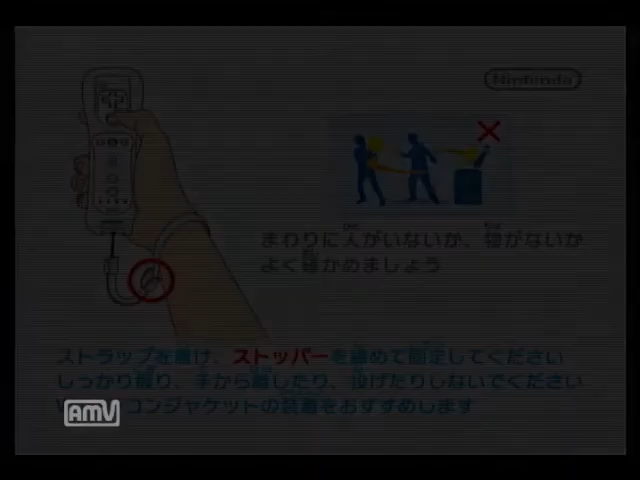 Nintendo
まわりに人がいないか、物がないか
よく確かめましょう
ストラップを着け、ストッパーを締めて固定してください
しっかり握り、手から離したり、投げたりしないでください
コンジャケットの装着をおすすめします
AMV